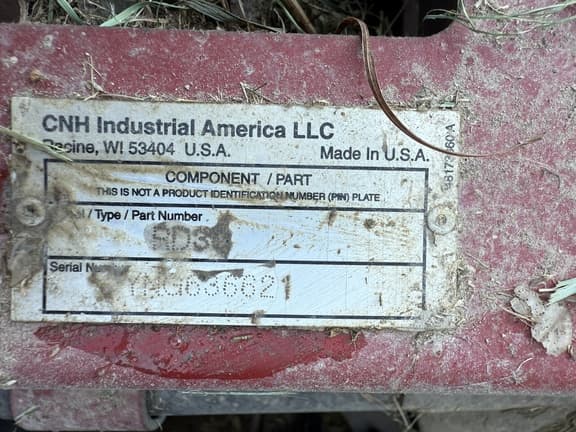 CNH Industrial America LLC
Racine, WI 53404 U.S.A. Made In U.S.A.
COMPONENT / PART
THIS IS NOT A PRODUCT IDENTIFICATION NUMBER (PIN) PLATE
/ Type / Part Number
Serial Number